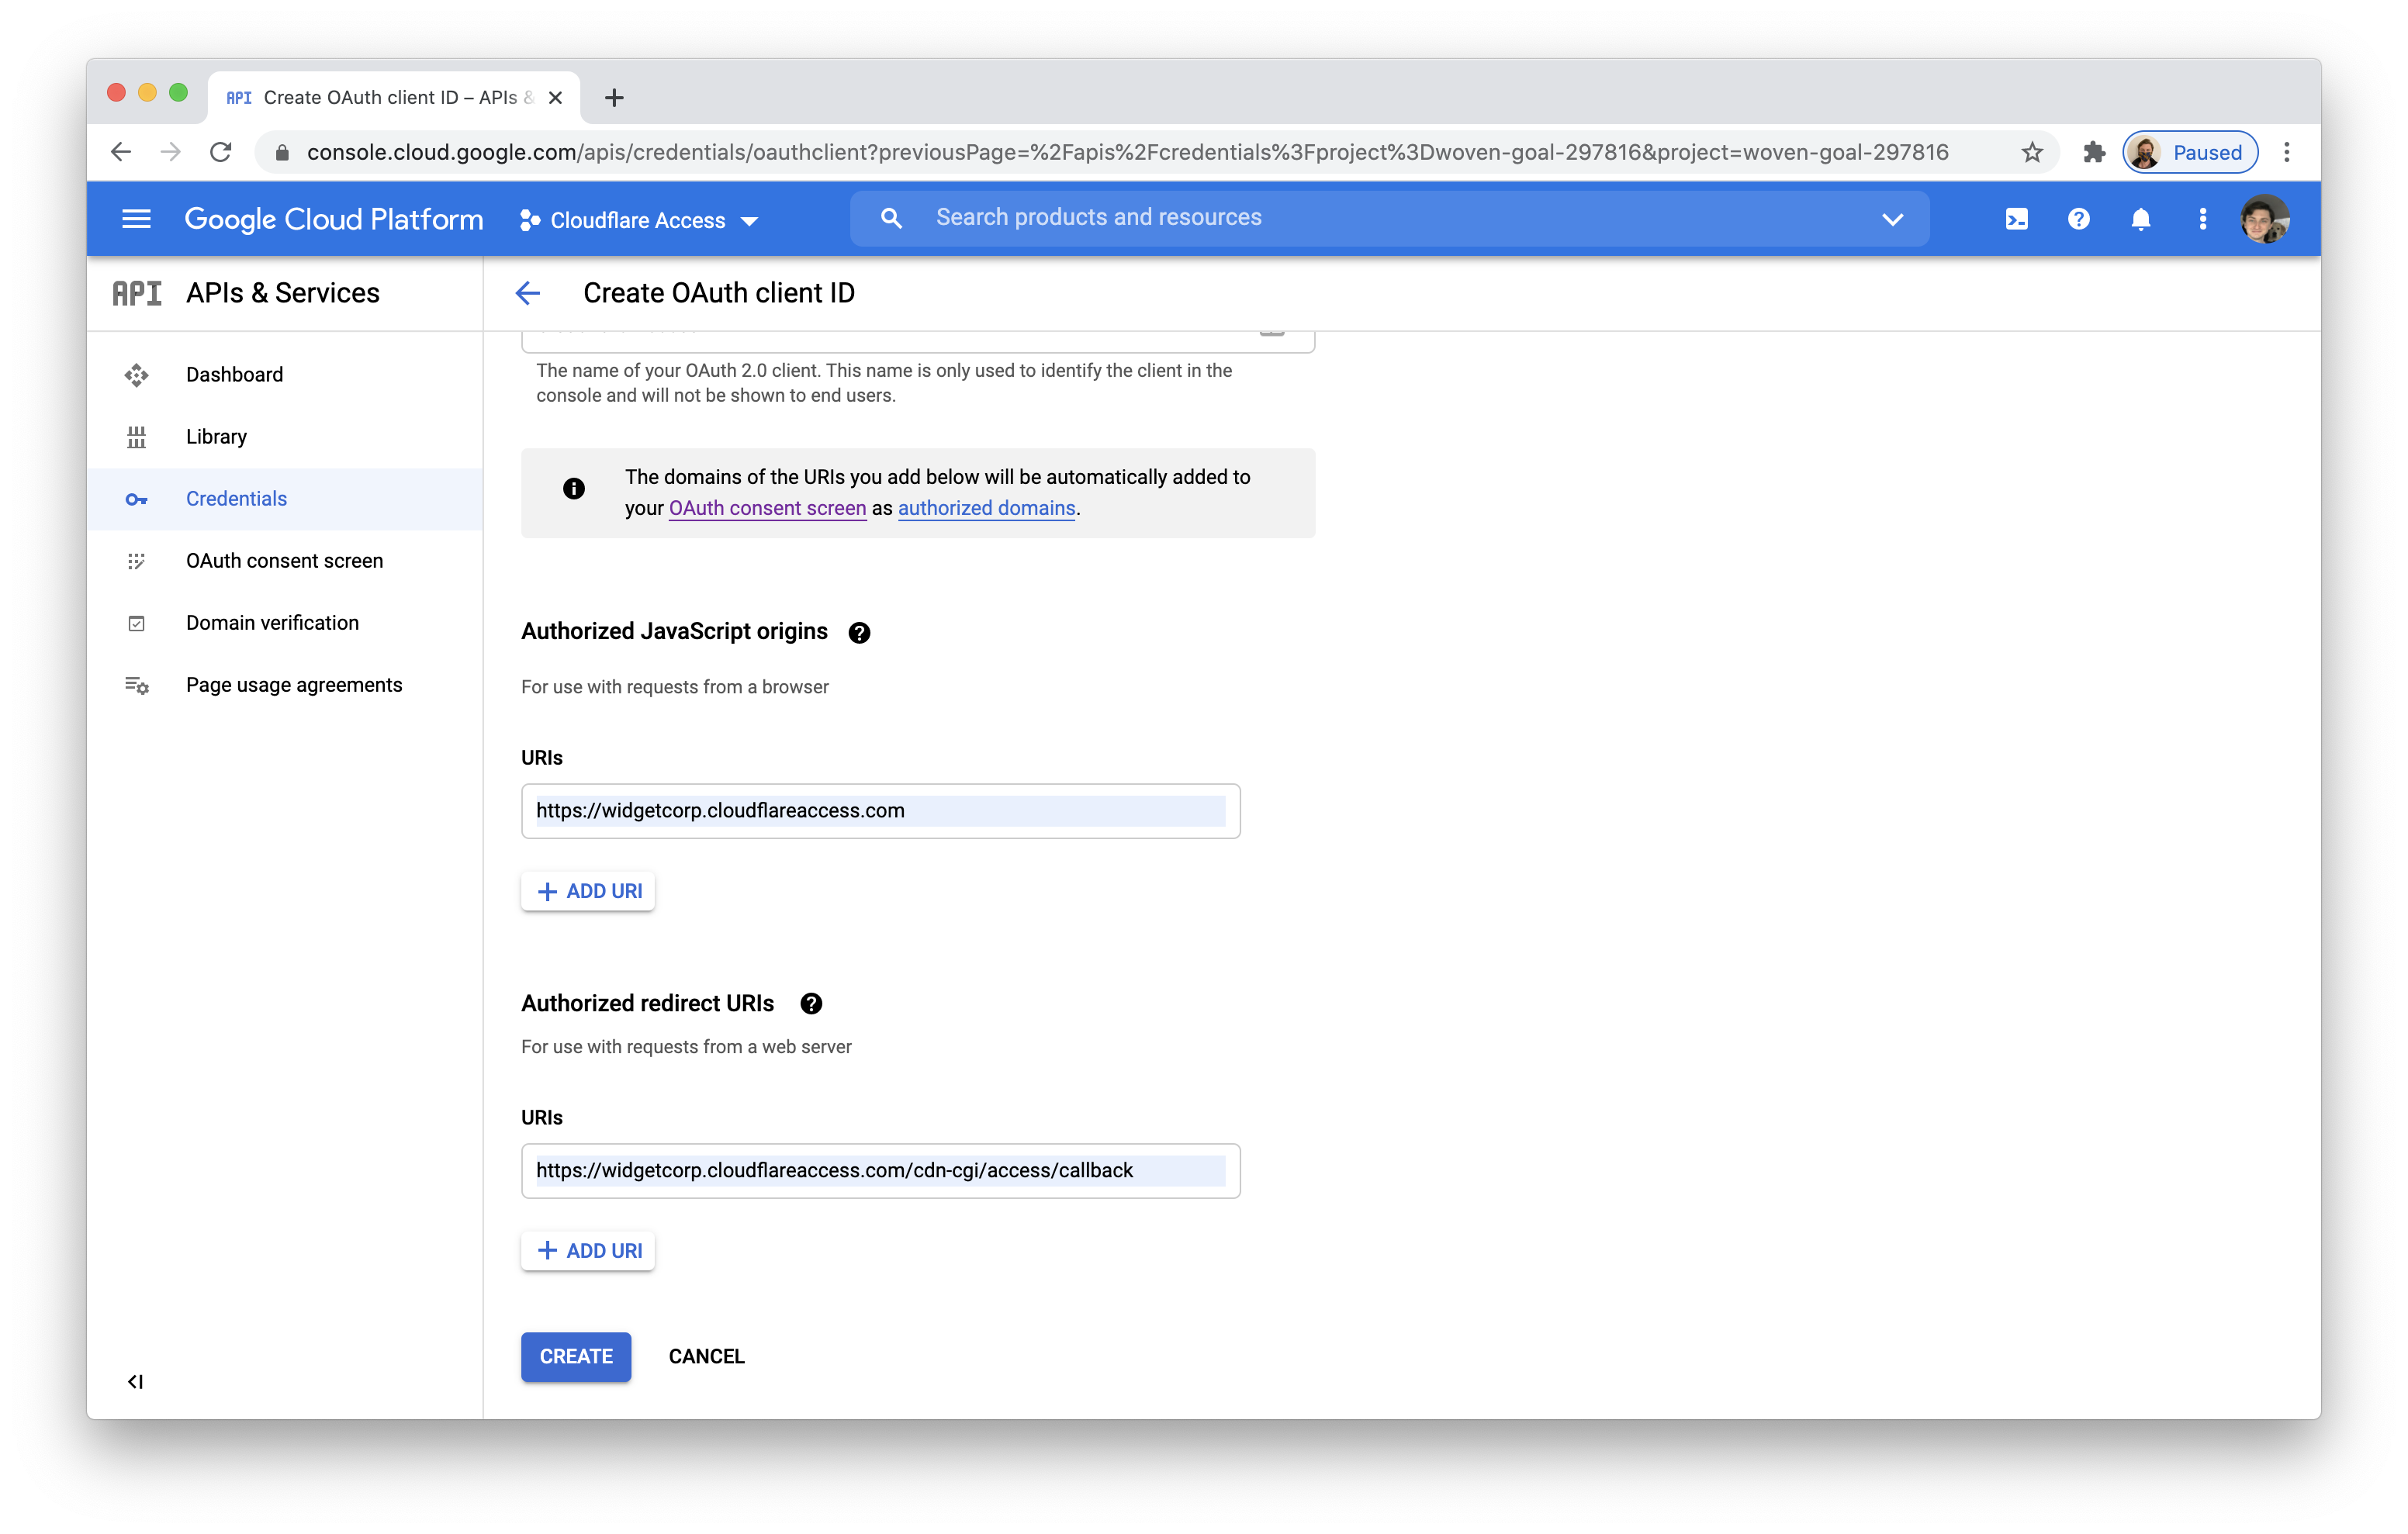 API Create OAuth client ID – APIs &
console.cloud.google.com/apis/credentials/oauthclient?previousPage=%2Fapis%2Fcredentials%3Fproject%3Dwoven-goal-297816&project=woven-goal-297816
Paused
Google Cloud Platform
Cloudflare Access
Search products and resources
API APIs & Services
Create OAuth client ID
Dashboard
Library
Credentials
OAuth consent screen
Domain verification
Page usage agreements
The name of your OAuth 2.0 client. This name is only used to identify the client in the
console and will not be shown to end users.
The domains of the URIs you add below will be automatically added to
your OAuth consent screen as authorized domains.
Authorized JavaScript origins
For use with requests from a browser
URIs
https://widgetcorp.cloudflareaccess.com
+ ADD URI
Authorized redirect URIs
For use with requests from a web server
URIs
https://widgetcorp.cloudflareaccess.com/cdn-cgi/access/callback
+ ADD URI
CREATE
CANCEL